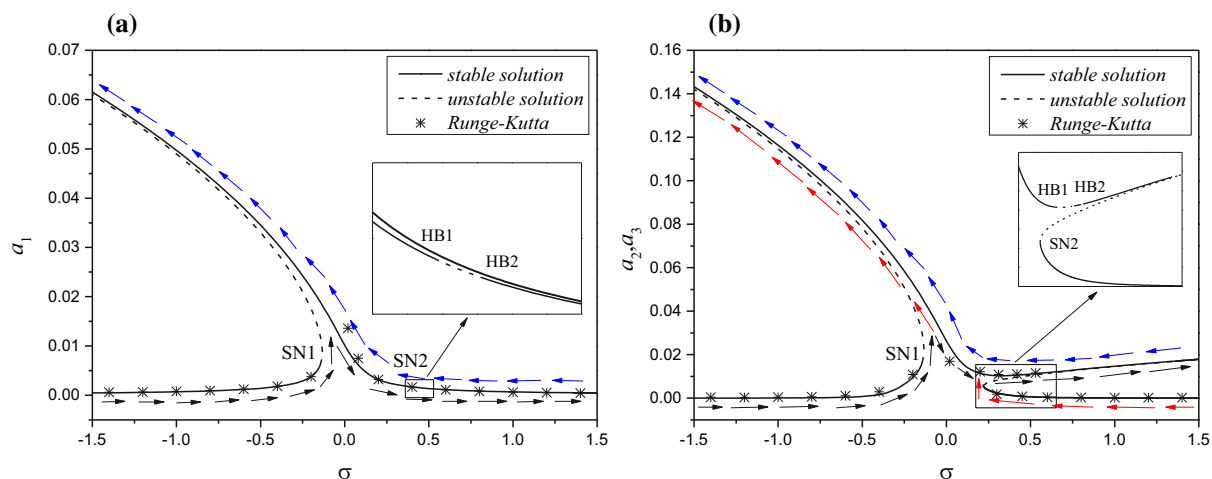 (a)
0.07
0.06
0.05
0.04
0.03
0.02
0.01
0.00
a1
stable solution
unstable solution
Runge-Kutta
HB1
HB2
SN1
SN2
-1.5 -1.0 -0.5 0.0 0.5 1.0 1.5
σ
(b)
0.16
0.14
0.12
0.10
0.08
0.06
0.04
0.02
0.00
a2,a3
stable solution
unstable solution
Runge-Kutta
HB1 HB2
SN2
SN1
-1.5 -1.0 -0.5 0.0 0.5 1.0 1.5
σ